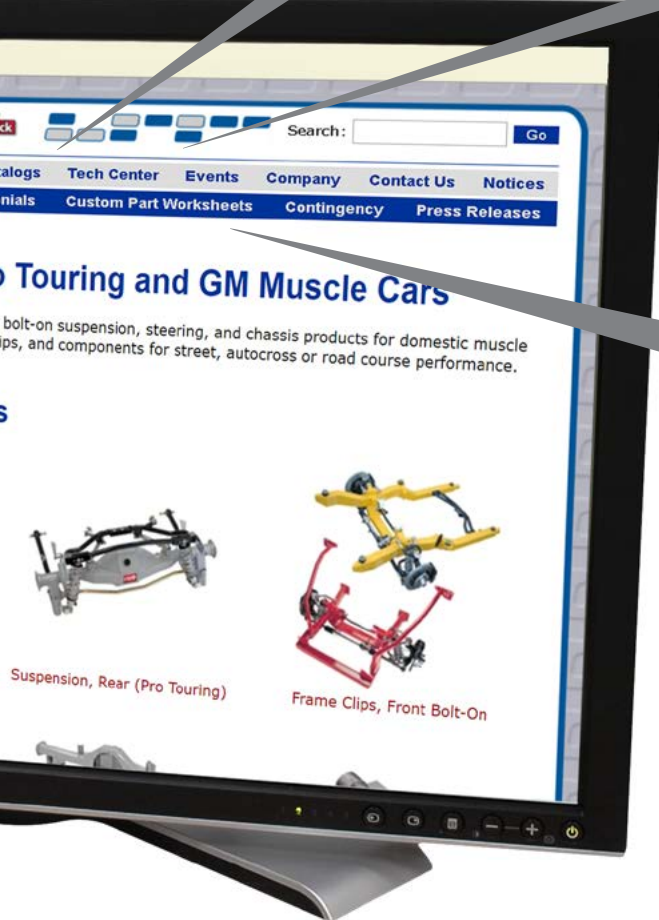 ck
Search:
Go
talogs Tech Center Events Company Contact Us Notices
nials Custom Part Worksheets Contingency Press Releases
o Touring and GM Muscle Cars
bolt-on suspension, steering, and chassis products for domestic muscle
ips, and components for street, autocross or road course performance.
s
Suspension, Rear (Pro Touring)
Frame Clips, Front Bolt-On